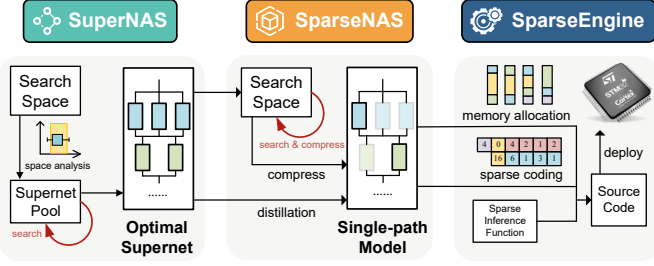 SuperNAS
SparseNAS
SparseEngine
Search
Space
space analysis
Supernet
Pool
search
Optimal
Supernet
Search
Space
search & compress
compress
distillation
Single-path
Model
......
......
memory allocation
4 0 4 2 1 2
16 6 1 3 1
sparse coding
Sparse
Inference
Function
Source
Code
deploy
STM32
Cortex